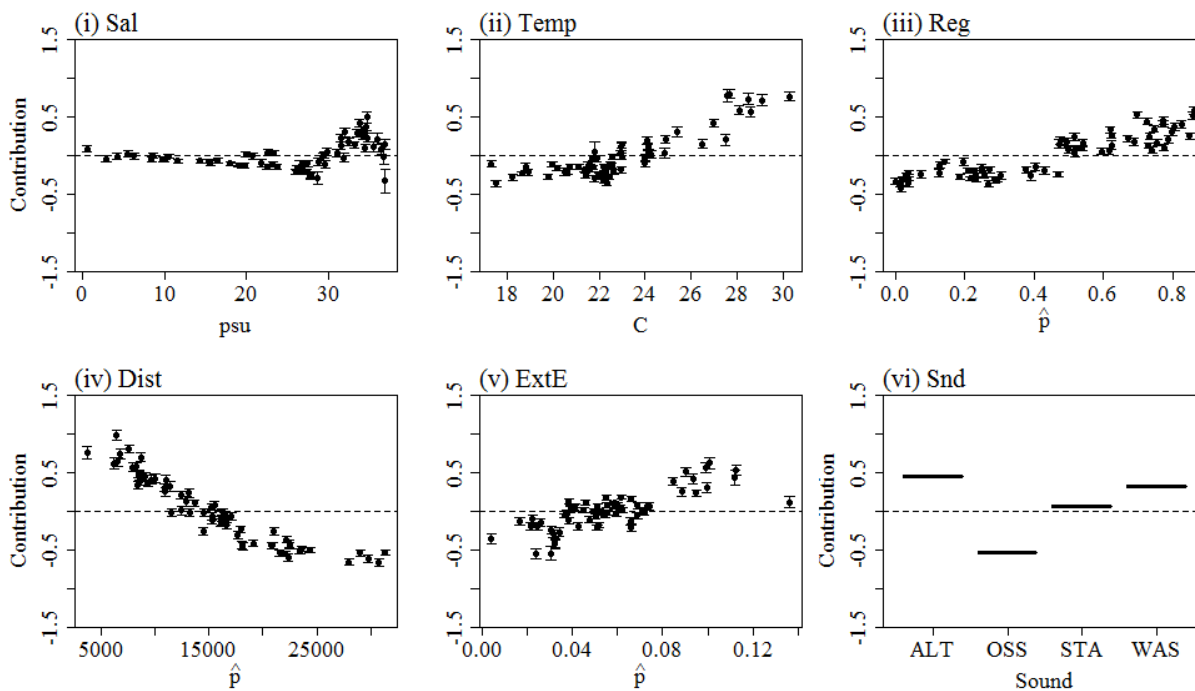 (i) Sal
(ii) Temp
(iii) Reg
Contribution
1.5
0.5
-0.5
-1.5
1.5
0.5
-0.5
-1.5
1.5
0.5
-0.5
-1.5
0 10 20 30
18 20 22 24 26 28 30
0.0 0.2 0.4 0.6 0.8
psu
C
p̂
(iv) Dist
(v) ExtE
(vi) Snd
Contribution
1.5
0.5
-0.5
-1.5
1.5
0.5
-0.5
-1.5
Contribution
1.5
0.5
-0.5
-1.5
5000 15000 25000
0.00 0.04 0.08 0.12
ALT OSS STA WAS
p̂
p̂
Sound